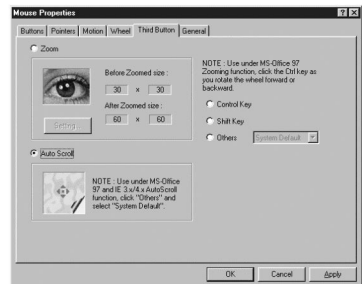 Mouse Properties
Buttons Pointers Motion Wheel Third Button General
Zoom
Before Zoomed size :
30 x 30
After Zoomed size :
60 x 60
Setting...
NOTE : Use under MS-Office 97
Zooming function, click the Ctrl key as
you rotate the wheel forward or
backward.
Control Key
Shift Key
Others System Default
Auto Scroll
NOTE : Use under MS-Office
97 and IE 3.x/4.x AutoScroll
function, click "Others" and
select "System Default".
OK Cancel Apply